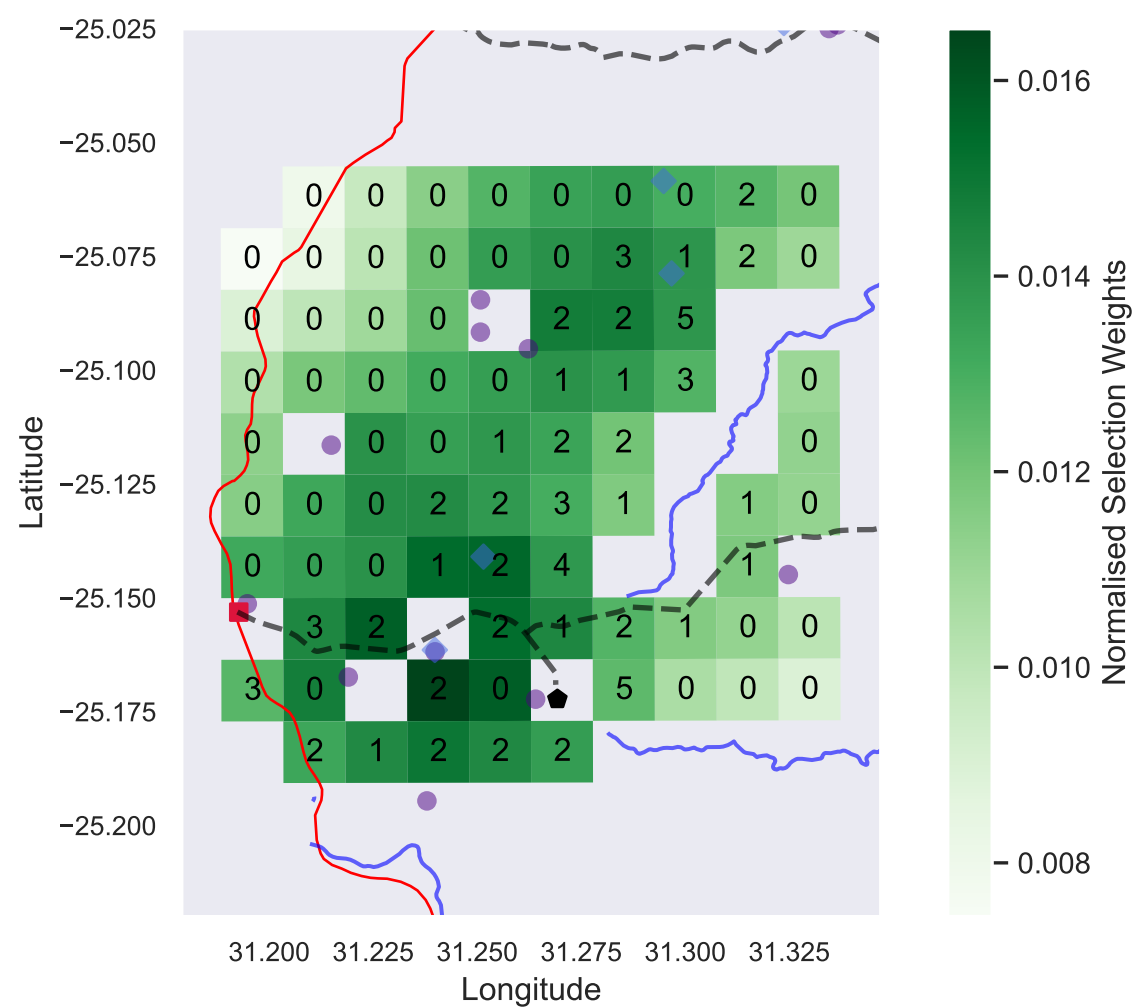 −25.025
−25.050
−25.075
−25.100
−25.125
−25.150
−25.175
−25.200
Latitude
0 0 0 0 0 0 0 2 0
0 0 0 0 0 0 3 1 2 0
0 0 0 0 2 2 5
0 0 0 0 0 1 1 3 0
0 0 0 1 2 2 0
0 0 0 2 2 3 1 1 0
0 0 0 1 2 4 1
3 2 2 1 2 1 0 0
3 0 2 0 5 0 0 0
2 1 2 2 2
31.200 31.225 31.250 31.275 31.300 31.325
Longitude
0.016
0.014
0.012
0.010
0.008
Normalised Selection Weights